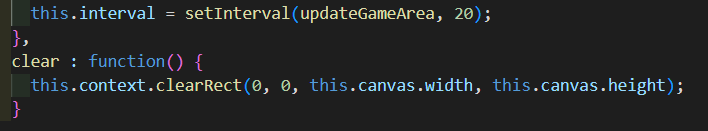 this.interval = setInterval(updateGameArea, 20);
},
clear : function() {
this.context.clearRect(0, 0, this.canvas.width, this.canvas.height);
}